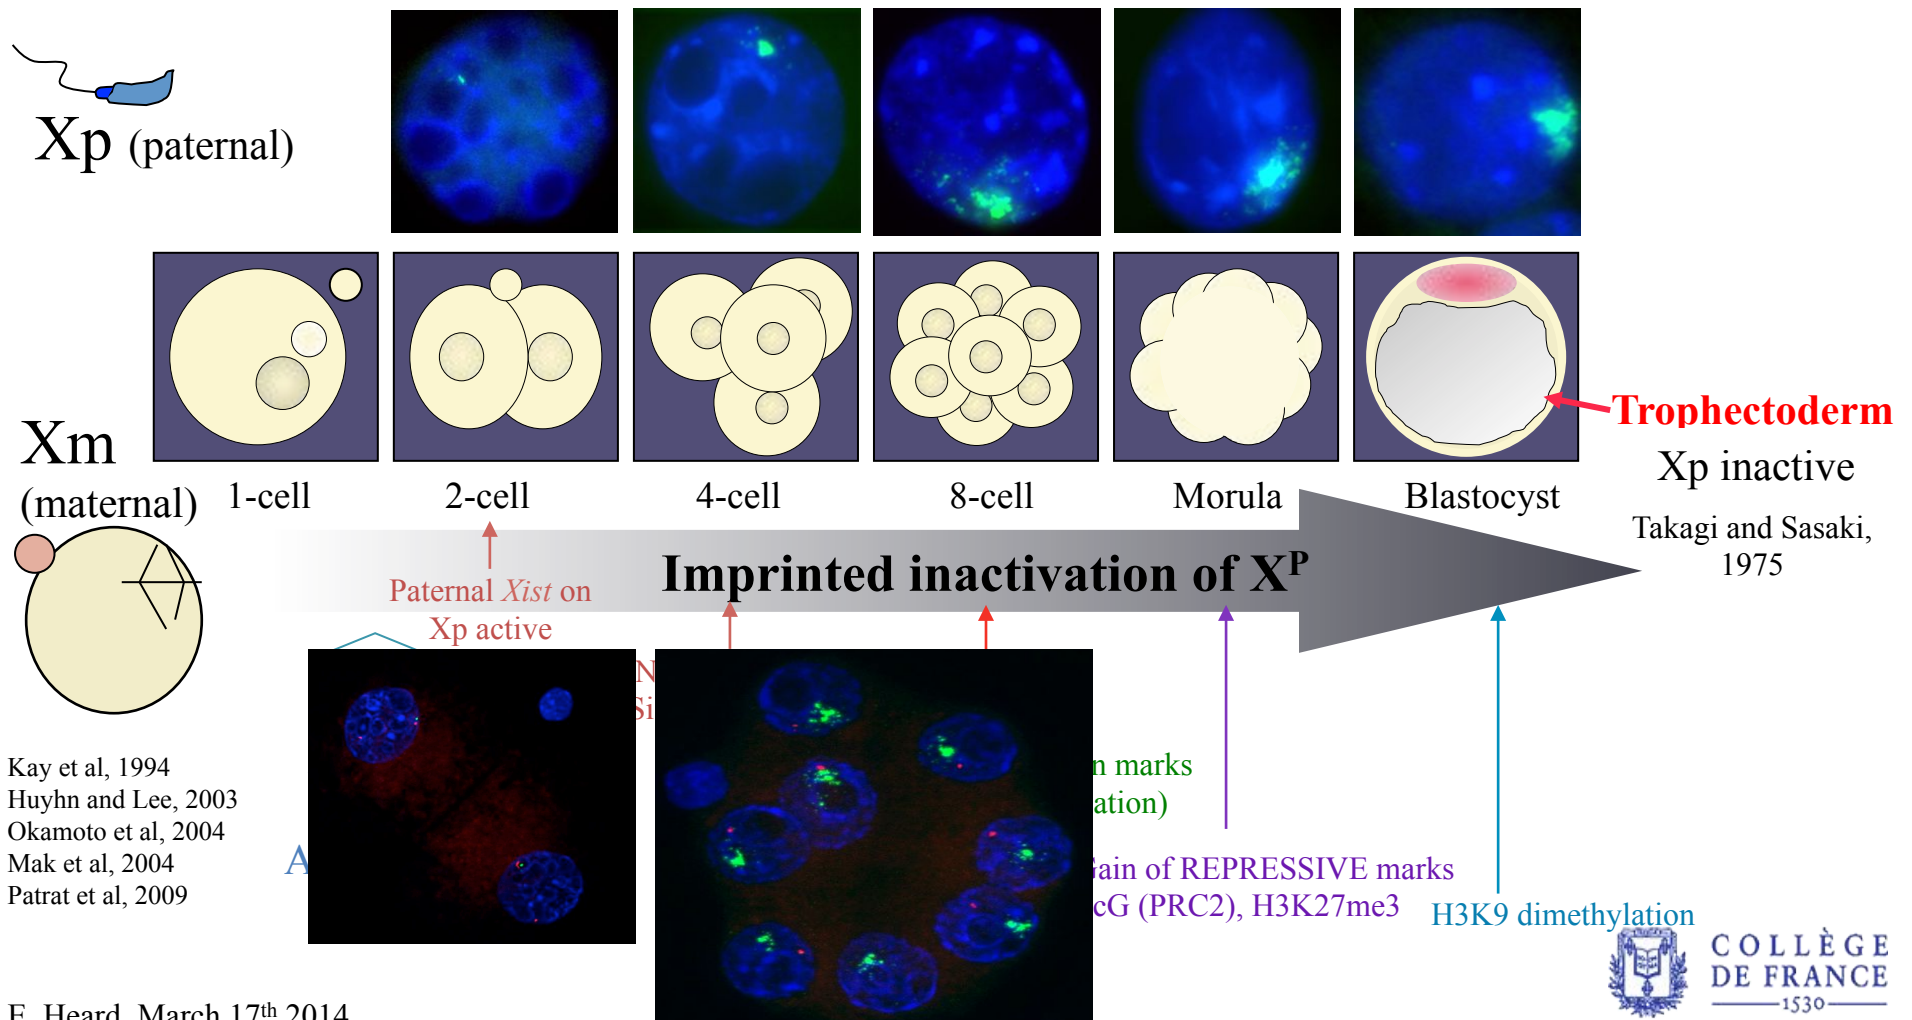 Xp (paternal)
Xm
(maternal)
1-cell
2-cell
4-cell
8-cell
Morula
Blastocyst
Trophectoderm
Xp inactive
Takagi and Sasaki,
1975
Imprinted inactivation of Xᴾ
Paternal Xist on
Xp active
N
Si
n marks
ation)
A
ain of REPRESSIVE marks
cG (PRC2), H3K27me3
H3K9 dimethylation
Kay et al, 1994
Huyhn and Lee, 2003
Okamoto et al, 2004
Mak et al, 2004
Patrat et al, 2009
E. Heard, March 17th 2014
COLLÈGE
DE FRANCE
1530